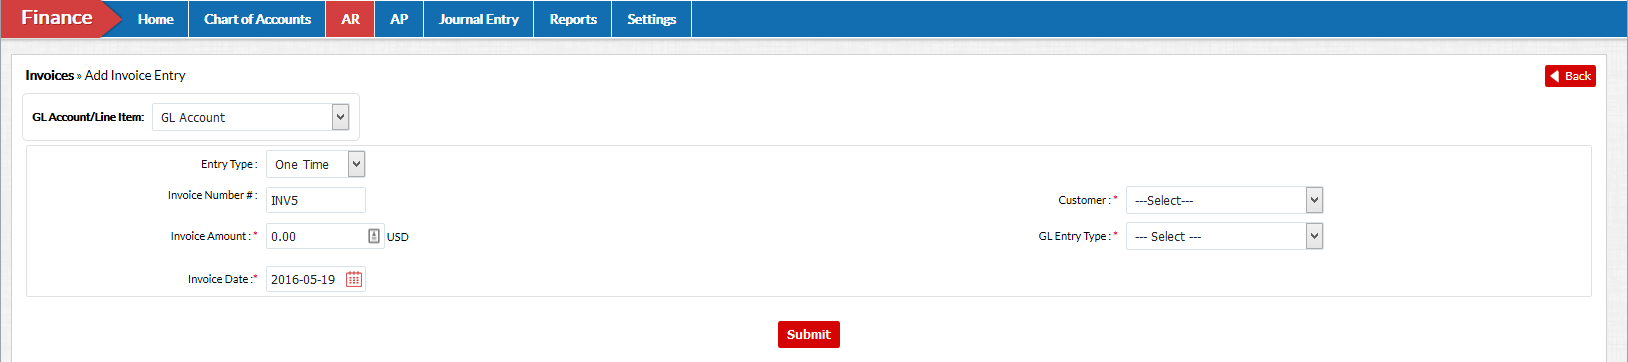 Finance Home Chart of Accounts AR AP Journal Entry Reports Settings
Invoices » Add Invoice Entry Back
GL Account/Line Item: GL Account
Entry Type : One Time
Invoice Number # : INV5 Customer : * ---Select---
Invoice Amount : * 0.00 USD GL Entry Type : * --- Select ---
Invoice Date :* 2016-05-19
Submit